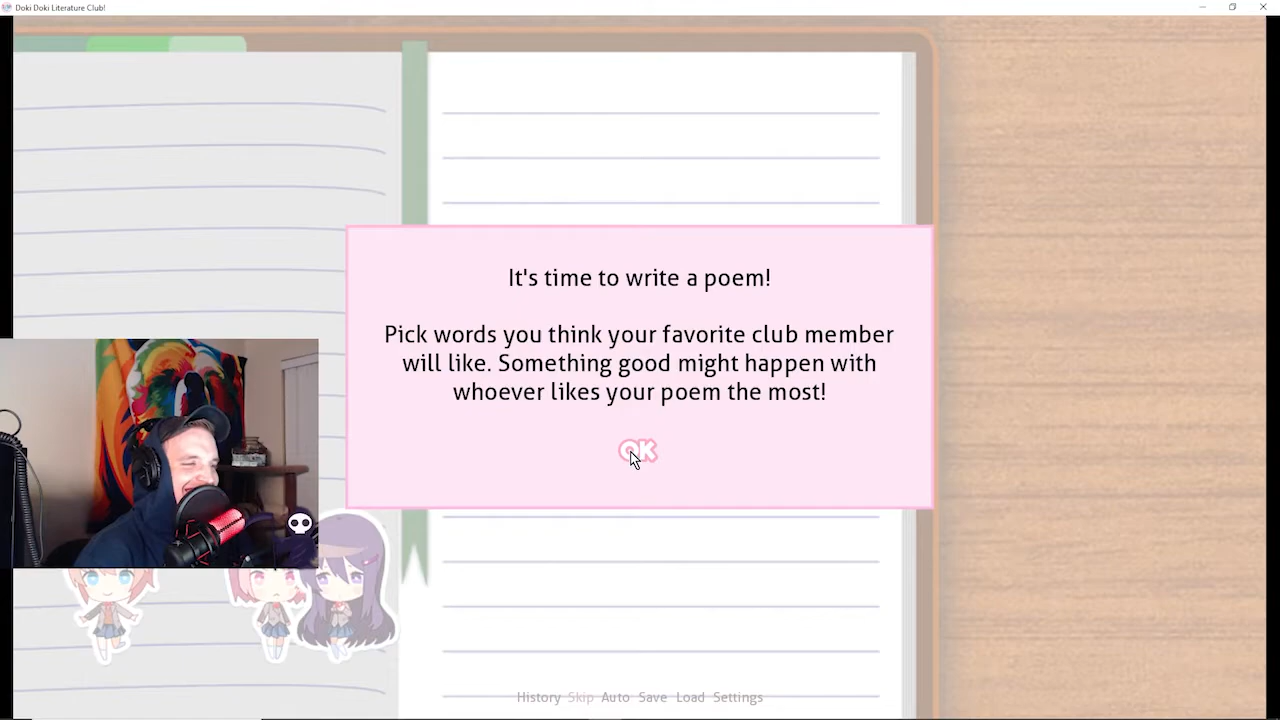 Doki Doki Literature Club!
It's time to write a poem!
Pick words you think your favorite club member
will like. Something good might happen with
whoever likes your poem the most!
OK
History Skip Auto Save Load Settings